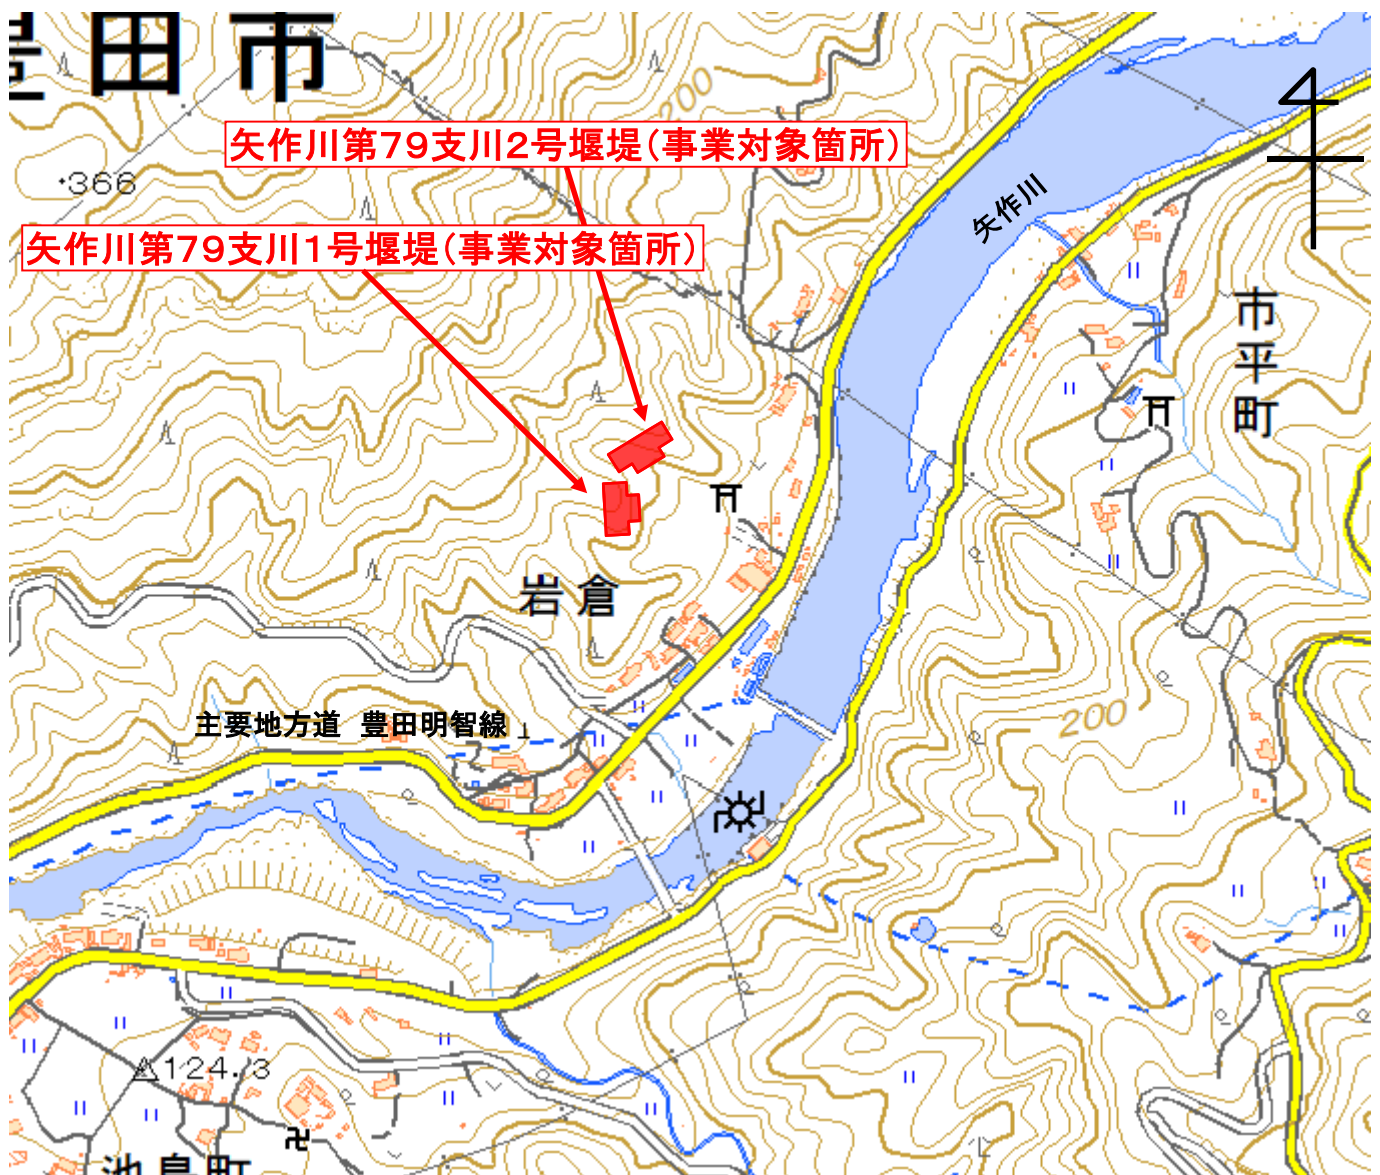 豊田市
200
矢作川第79支川2号堰堤(事業対象箇所)
・366
矢作川
矢作川第79支川1号堰堤(事業対象箇所)
市平町
岩倉
主要地方道 豊田明智線
200
124.3
池島町